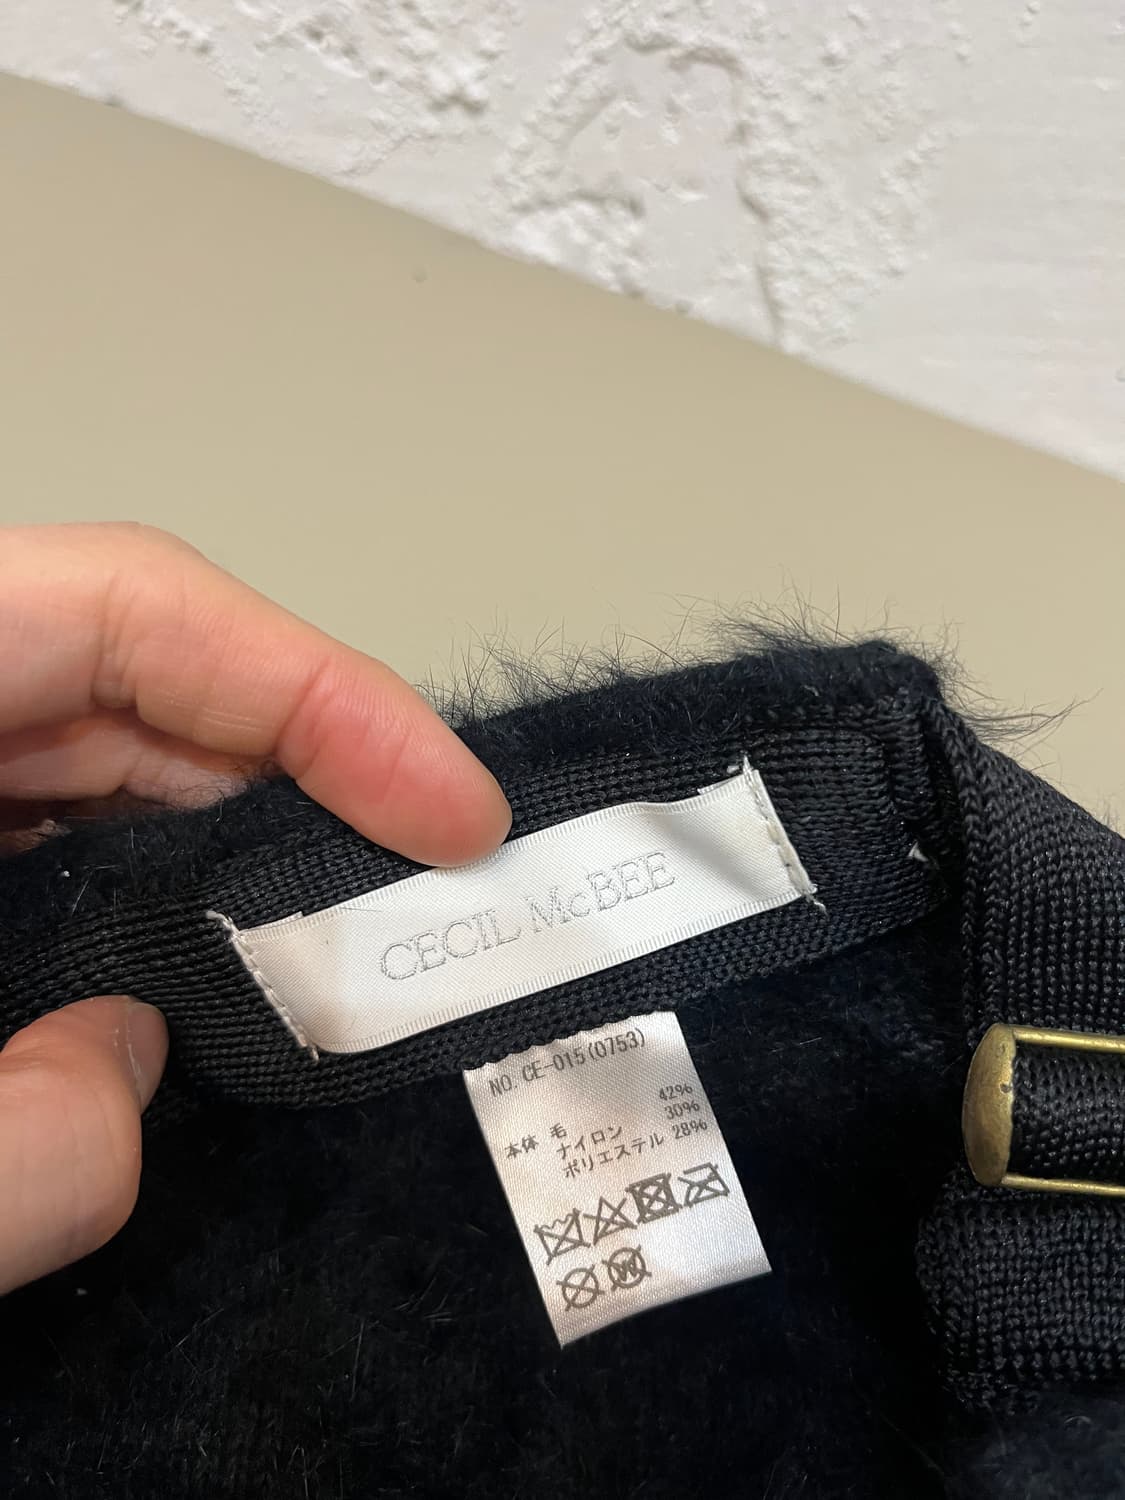 CECIL McBEE
NO CE-015(0753)
本体 毛 42%
ナイロン 30%
ポリエステル 28%
W